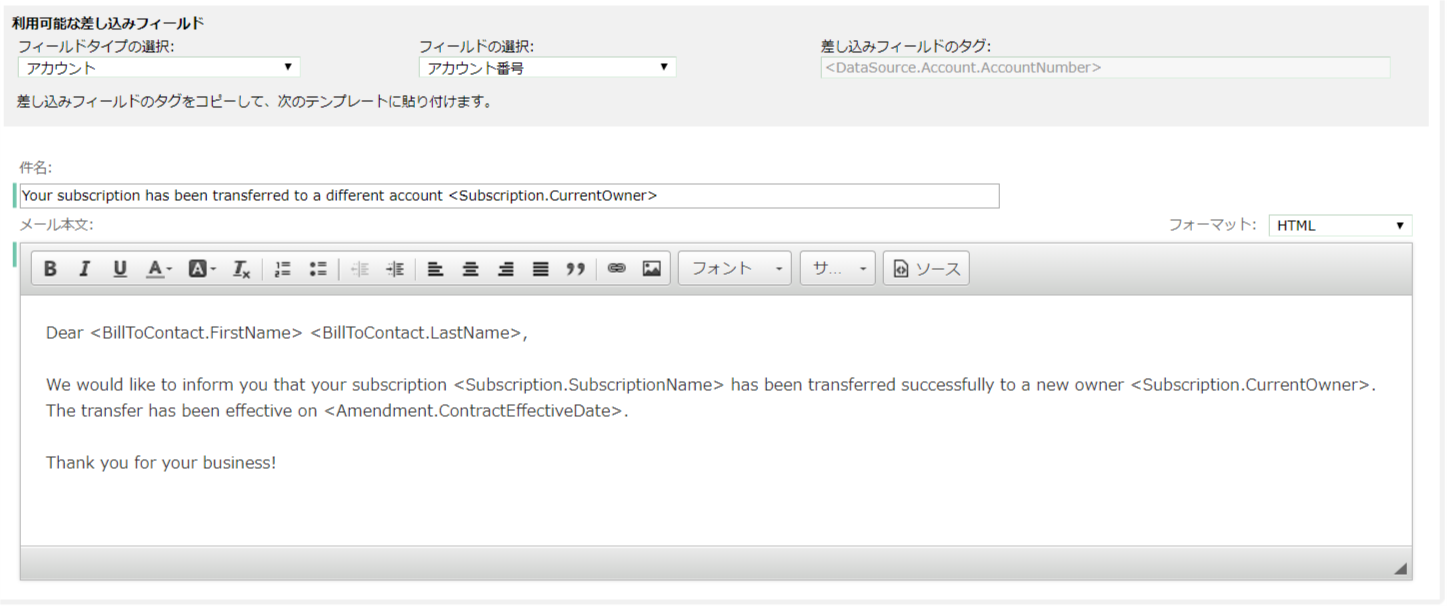 利用可能な差し込みフィールド
フィールドタイプの選択: フィールドの選択: 差し込みフィールドのタグ:
アカウント ▼ アカウント番号 ▼ <DataSource.Account.AccountNumber>
差し込みフィールドのタグをコピーして、次のテンプレートに貼り付けます。
件名:
Your subscription has been transferred to a different account <Subscription.CurrentOwner>
メール本文: フォーマット: HTML ▼
B I U A A Tx フォント サ... ソース
Dear <BillToContact.FirstName> <BillToContact.LastName>,
We would like to inform you that your subscription <Subscription.SubscriptionName> has been transferred successfully to a new owner <Subscription.CurrentOwner>.
The transfer has been effective on <Amendment.ContractEffectiveDate>.
Thank you for your business!